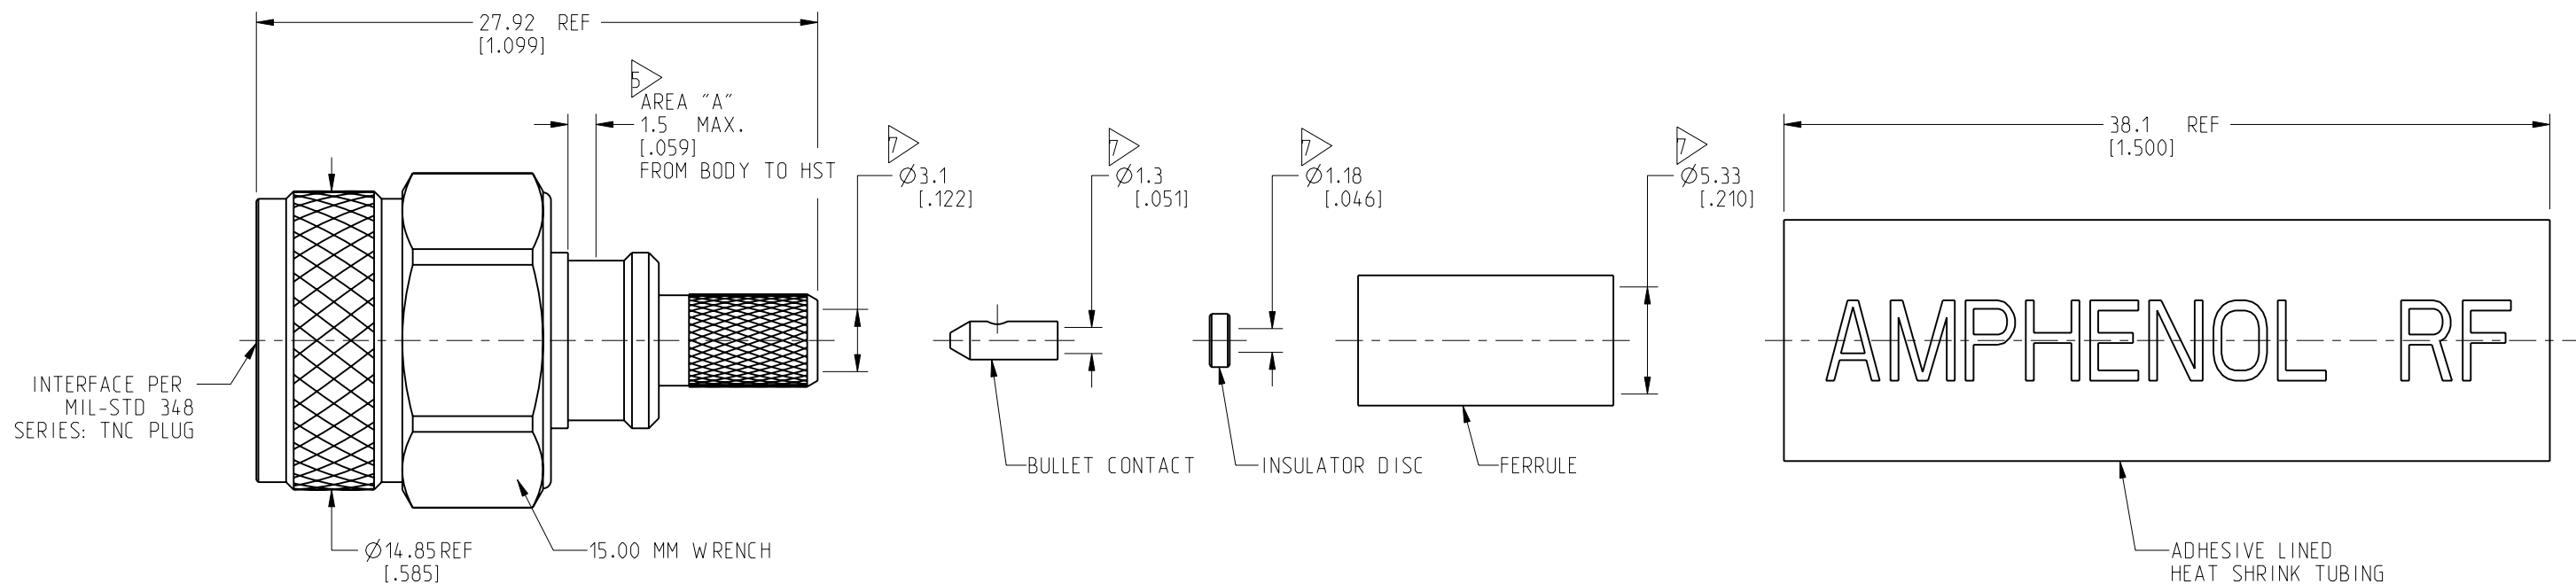 27.92 REF
[1.099]
5
AREA "A"
1.5 MAX.
[.059]
FROM BODY TO HST
7
Ø3.1
[.122]
7
Ø1.3
[.051]
7
Ø1.18
[.046]
7
Ø5.33
[.210]
38.1 REF
[1.500]
AMPHENOL RF
INTERFACE PER
MIL-STD 348
SERIES: TNC PLUG
BULLET CONTACT
INSULATOR DISC
FERRULE
Ø14.85 REF
[.585]
15.00 MM WRENCH
ADHESIVE LINED
HEAT SHRINK TUBING